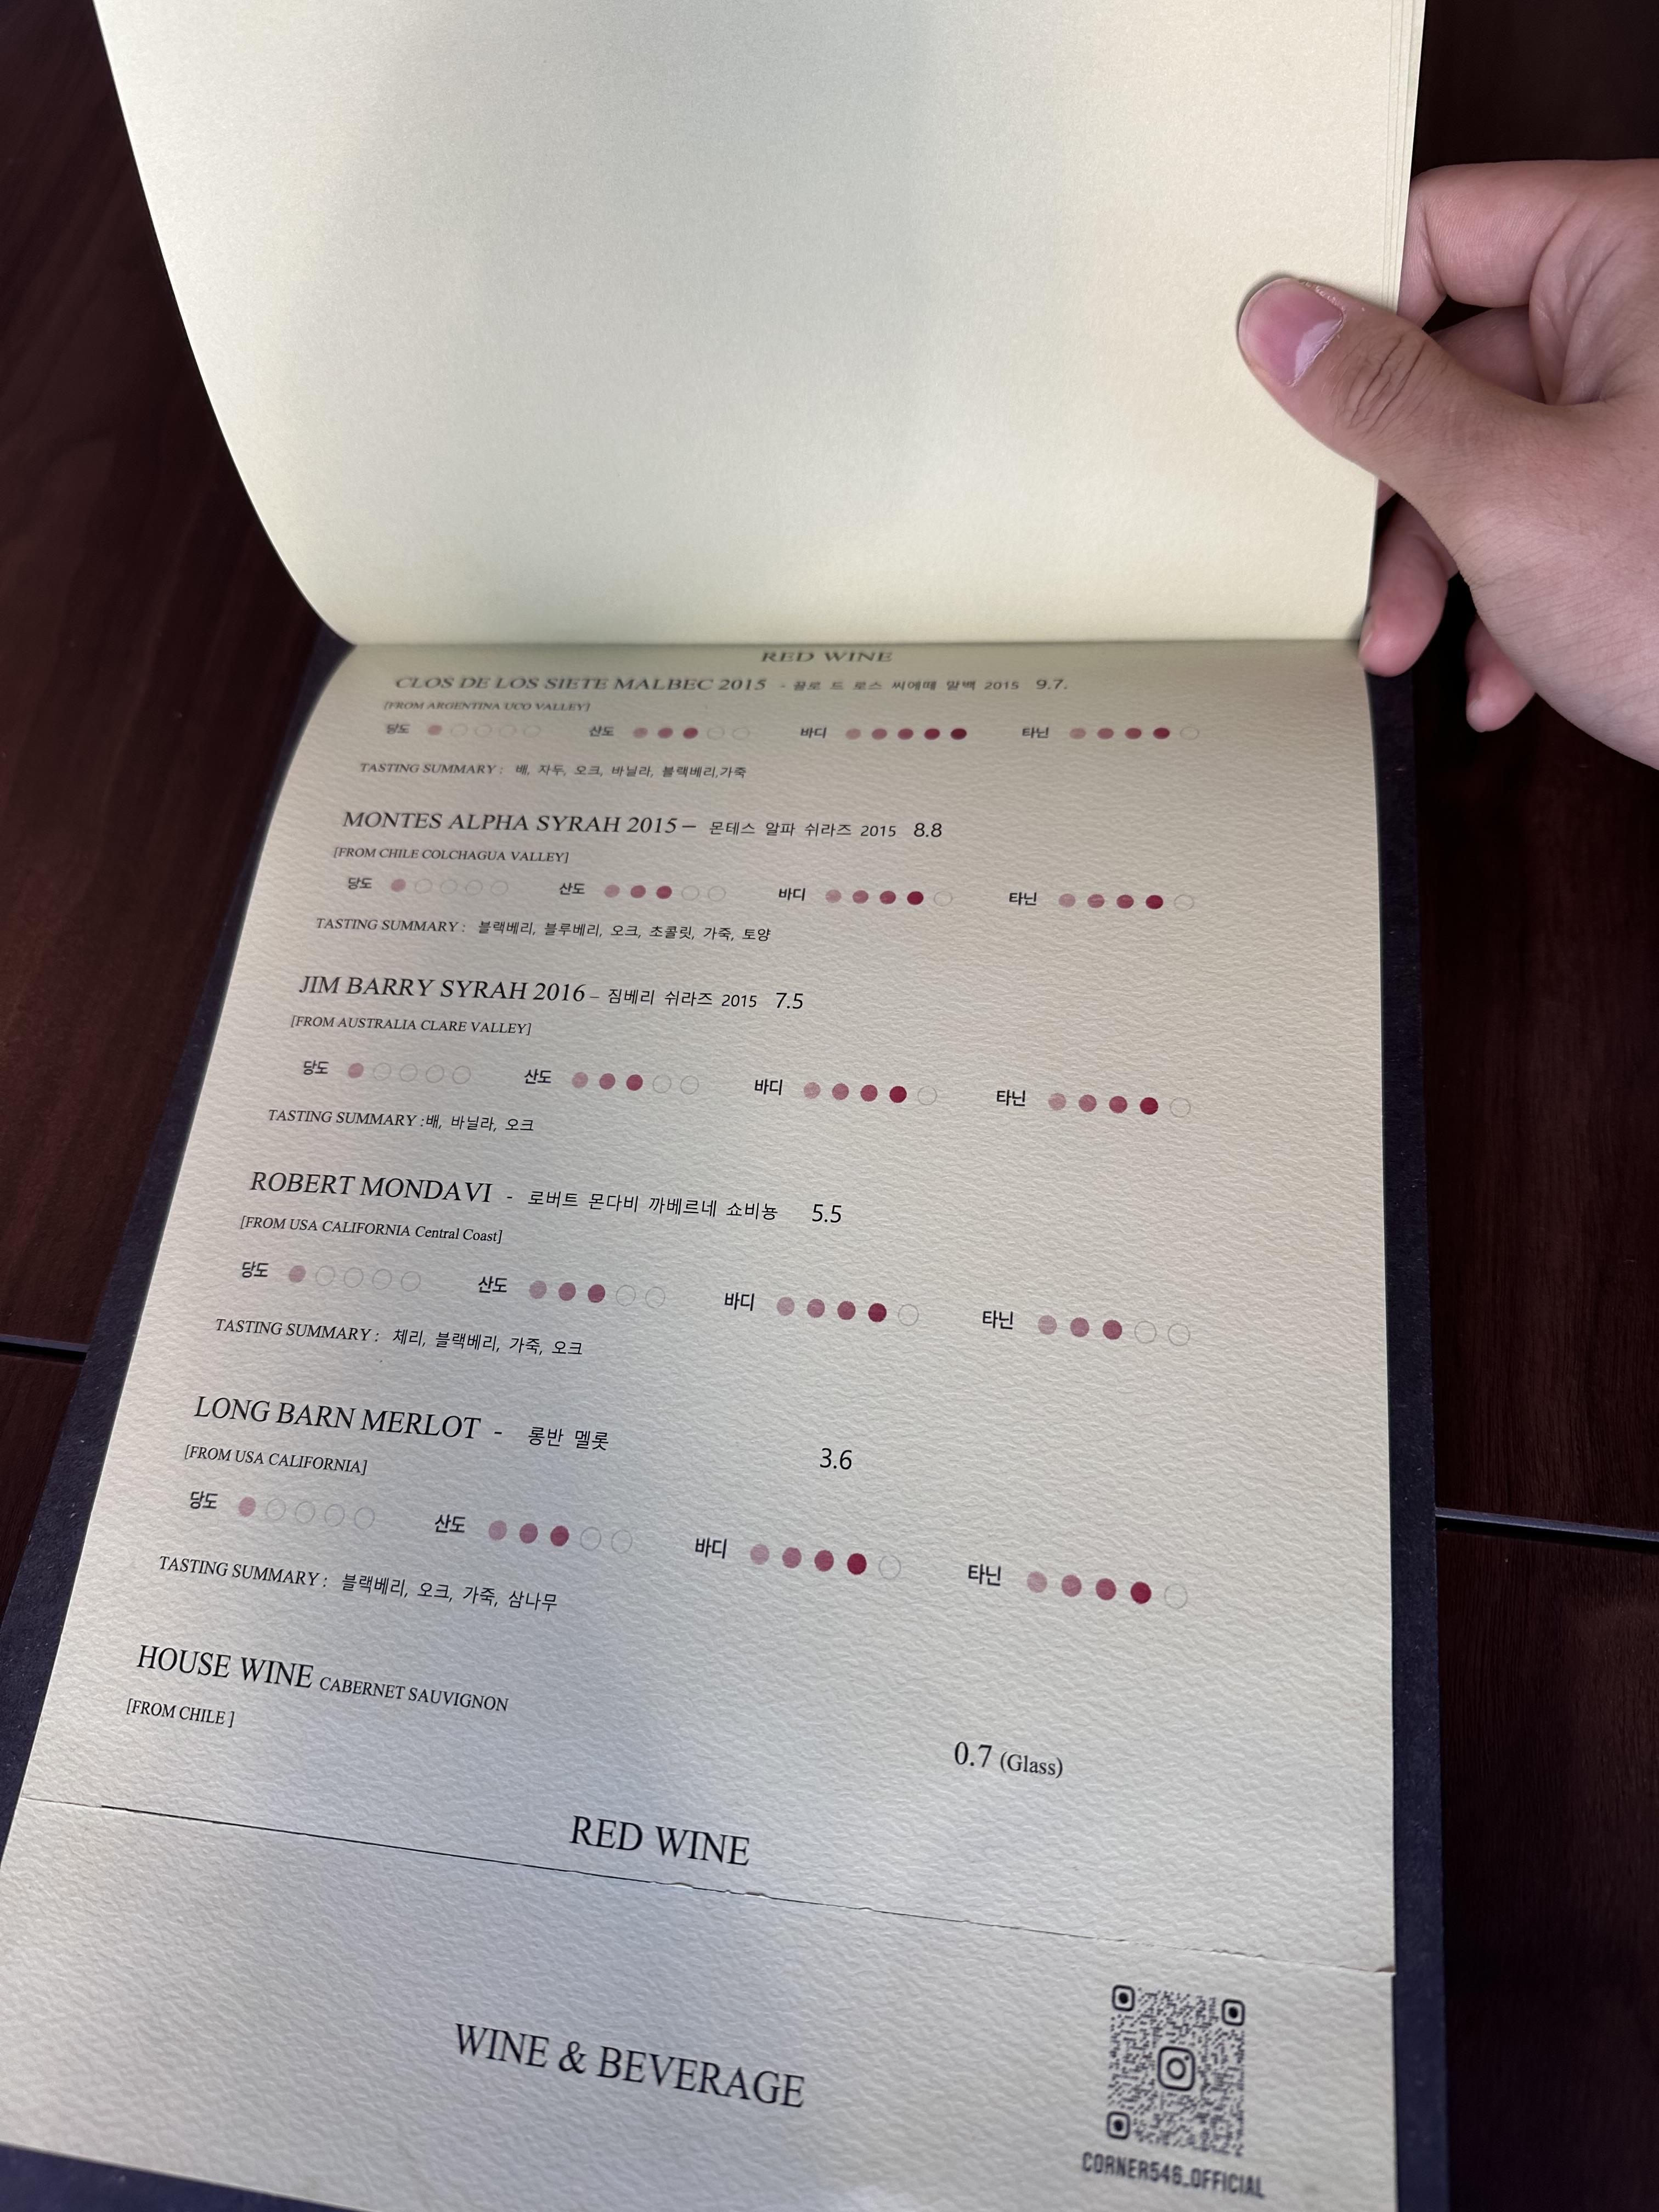 RED WINE
CLOS DE LOS SIETE MALBEC 2015 - 끌로 드 로스 씨에떼 말백 2015 9.7.
[FROM ARGENTINA UCO VALLEY]
당도 산도 바디 타닌
TASTING SUMMARY : 배, 자두, 오크, 바닐라, 블랙베리,가죽
MONTES ALPHA SYRAH 2015 – 몬테스 알파 쉬라즈 2015 8.8
[FROM CHILE COLCHAGUA VALLEY]
당도 산도 바디 타닌
TASTING SUMMARY : 블랙베리, 블루베리, 오크, 초콜릿, 가죽, 토양
JIM BARRY SYRAH 2016 – 짐베리 쉬라즈 2015 7.5
[FROM AUSTRALIA CLARE VALLEY]
당도 산도 바디 타닌
TASTING SUMMARY :배, 바닐라, 오크
ROBERT MONDAVI - 로버트 몬다비 까베르네 쇼비뇽 5.5
[FROM USA CALIFORNIA Central Coast]
당도 산도 바디 타닌
TASTING SUMMARY : 체리, 블랙베리, 가죽, 오크
LONG BARN MERLOT - 롱반 멜롯 3.6
[FROM USA CALIFORNIA]
당도 산도 바디 타닌
TASTING SUMMARY : 블랙베리, 오크, 가죽, 삼나무
HOUSE WINE CABERNET SAUVIGNON
[FROM CHILE ]
0.7 (Glass)
RED WINE
WINE & BEVERAGE
CORNER546_OFFICIAL